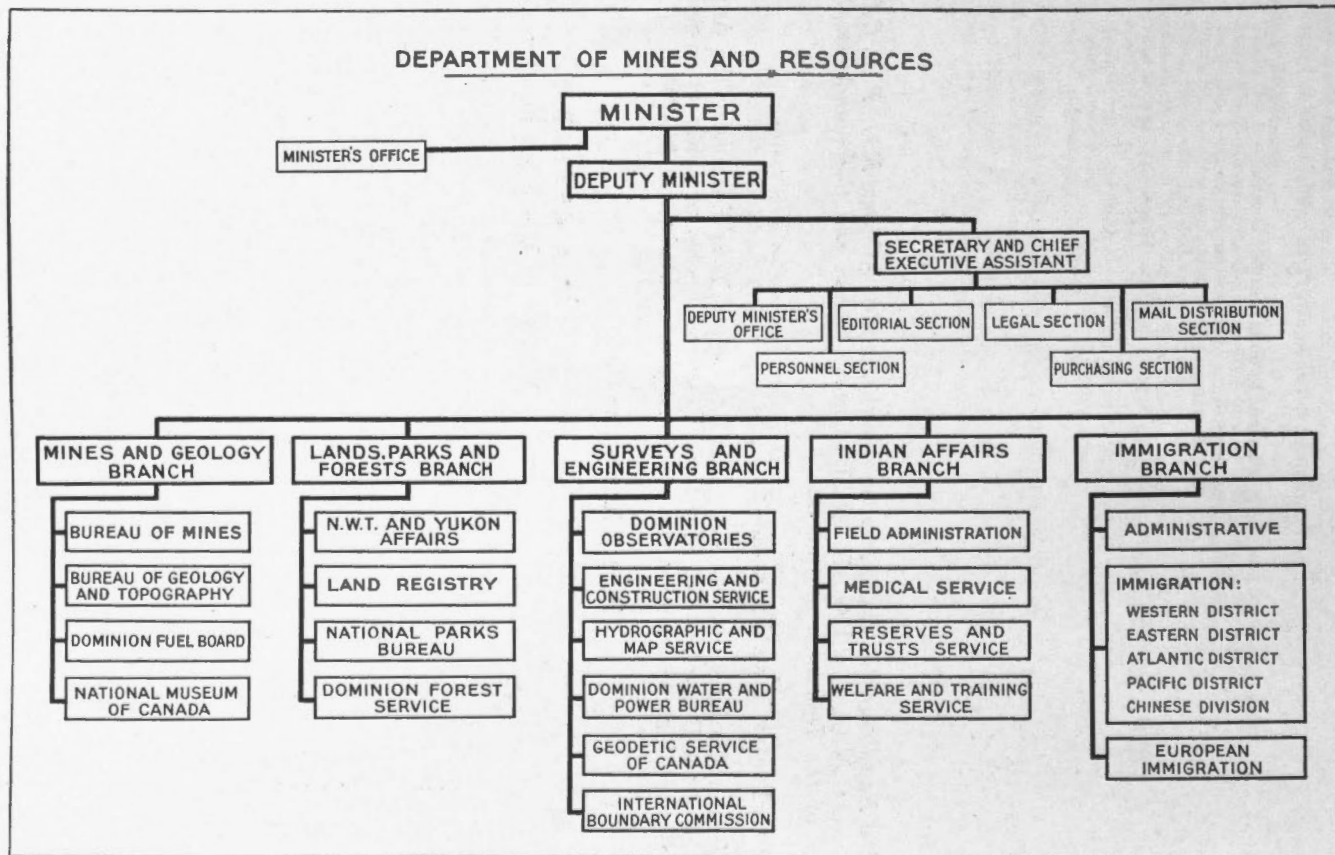 DEPARTMENT OF MINES AND RESOURCES
MINISTER
MINISTER'S OFFICE
DEPUTY MINISTER
SECRETARY AND CHIEF
EXECUTIVE ASSISTANT
DEPUTY MINISTER'S
OFFICE
EDITORIAL SECTION
LEGAL SECTION
MAIL DISTRIBUTION
SECTION
PERSONNEL SECTION
PURCHASING SECTION
MINES AND GEOLOGY
BRANCH
BUREAU OF MINES
BUREAU OF GEOLOGY
AND TOPOGRAPHY
DOMINION FUEL BOARD
NATIONAL MUSEUM
OF CANADA
LANDS, PARKS AND
FORESTS BRANCH
N.W.T. AND YUKON
AFFAIRS
LAND REGISTRY
NATIONAL PARKS
BUREAU
DOMINION FOREST
SERVICE
SURVEYS AND
ENGINEERING BRANCH
DOMINION
OBSERVATORIES
ENGINEERING AND
CONSTRUCTION SERVICE
HYDROGRAPHIC AND
MAP SERVICE
DOMINION WATER AND
POWER BUREAU
GEODETIC SERVICE
OF CANADA
INTERNATIONAL
BOUNDARY COMMISSION
INDIAN AFFAIRS
BRANCH
FIELD ADMINISTRATION
MEDICAL SERVICE
RESERVES AND
TRUSTS SERVICE
WELFARE AND TRAINING
SERVICE
IMMIGRATION
BRANCH
ADMINISTRATIVE
IMMIGRATION:
WESTERN DISTRICT
EASTERN DISTRICT
ATLANTIC DISTRICT
PACIFIC DISTRICT
CHINESE DIVISION
EUROPEAN
IMMIGRATION